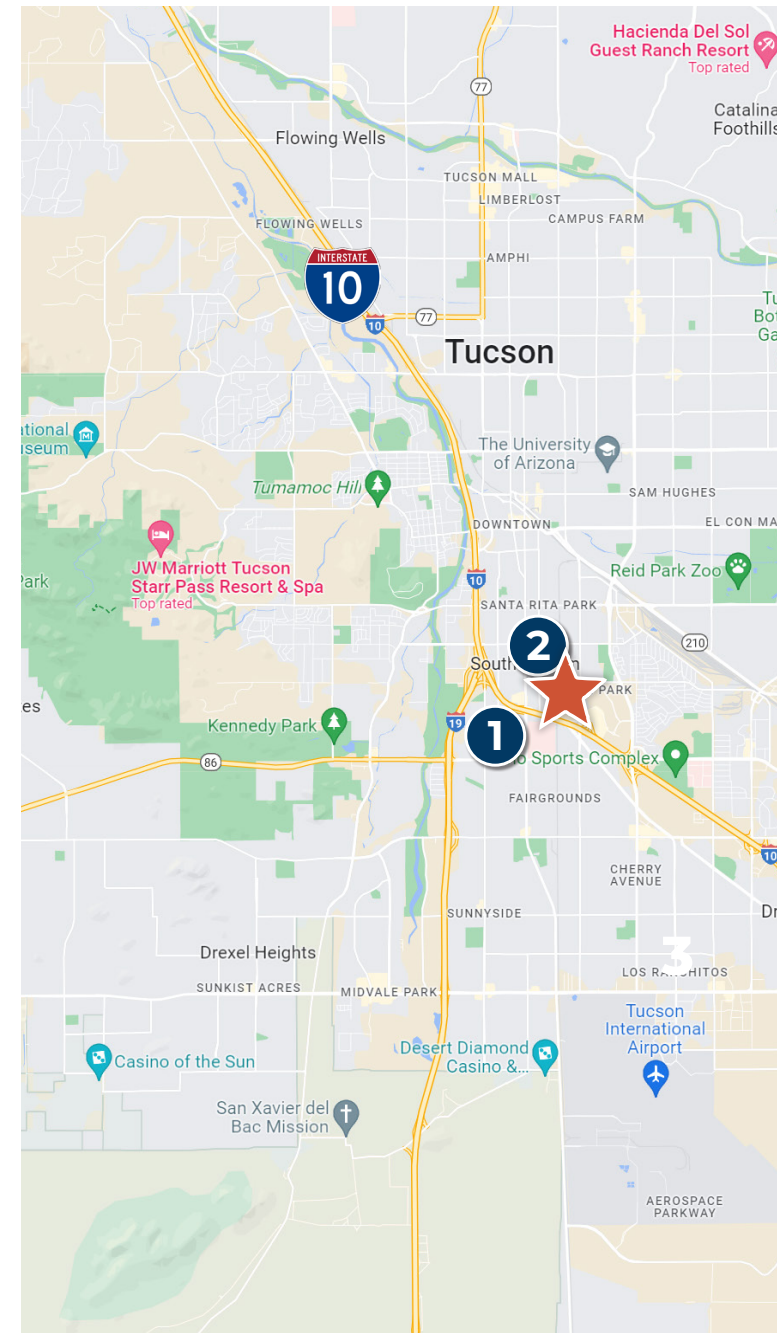 Hacienda Del Sol
Guest Ranch Resort
Top rated
77
Catalina
Foothills
Flowing Wells
TUCSON MALL
LIMBERLOST
CAMPUS FARM
FLOWING WELLS
AMPHI
INTERSTATE
10
77
10
Tucson
The University
of Arizona
Tumamoc Hill
SAM HUGHES
DOWNTOWN
EL CON MA
Reid Park Zoo
JW Marriott Tucson
Starr Pass Resort & Spa
Top rated
Park
10
SANTA RITA PARK
2
210
South
PARK
es
19
1
Kennedy Park
86
Sports Complex
FAIRGROUNDS
10
CHERRY
AVENUE
SUNNYSIDE
Drexel Heights
3
LOS RANCHITOS
SUNKIST ACRES
MIDVALE PARK
Tucson
International
Airport
Desert Diamond
Casino &...
Casino of the Sun
San Xavier del
Bac Mission
AEROSPACE
PARKWAY